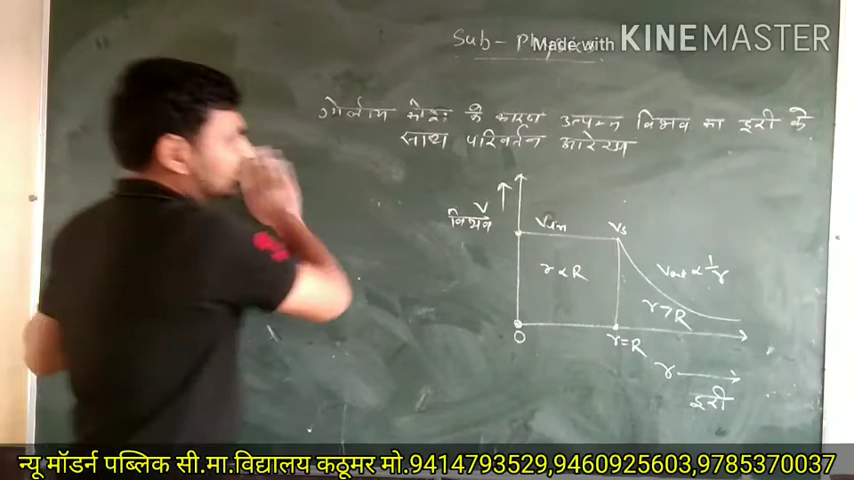 Sub - Physics
Made with KINEMASTER
गोलीय कोश के कारण उत्पन्न विभव का दूरी के
साथ परिवर्तन आरेख
V
विभव
Vin
Vs
r < R
Vout ∝ 1/r
r > R
O
r = R
r
दूरी
न्यू मॉडर्न पब्लिक सी.मा.विद्यालय कठूमर मो.9414793529,9460925603,9785370037